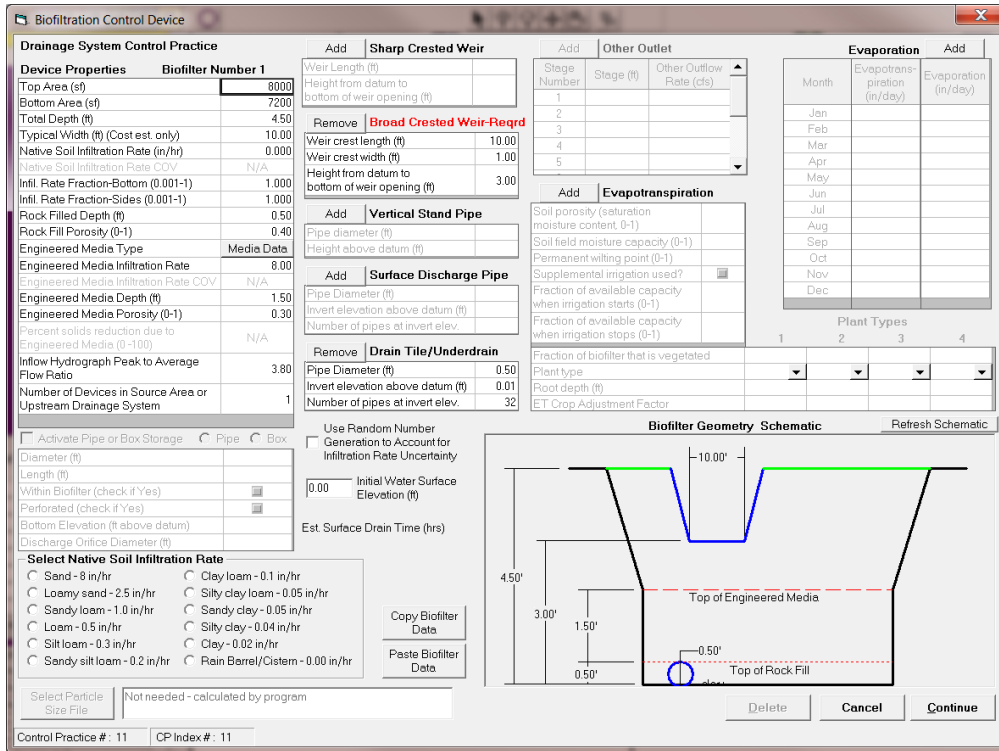 Biofiltration Control Device
X
Drainage System Control Practice
Device Properties Biofilter Number 1
Top Area (sf) 8000
Bottom Area (sf) 7200
Total Depth (ft) 4.50
Typical Width (ft) (Cost est. only) 10.00
Native Soil Infiltration Rate (in/hr) 0.000
Native Soil Infiltration Rate COV N/A
Infil. Rate Fraction-Bottom (0.001-1) 1.000
Infil. Rate Fraction-Sides (0.001-1) 1.000
Rock Filled Depth (ft) 0.50
Rock Fill Porosity (0-1) 0.40
Engineered Media Type Media Data
Engineered Media Infiltration Rate 8.00
Engineered Media Infiltration Rate COV N/A
Engineered Media Depth (ft) 1.50
Engineered Media Porosity (0-1) 0.30
Percent solids reduction due to
Engineered Media (0 -100) N/A
Inflow Hydrograph Peak to Average
Flow Ratio 3.80
Number of Devices in Source Area or
Upstream Drainage System 1
Activate Pipe or Box Storage Pipe Box
Diameter (ft)
Length (ft)
Within Biofilter (check if Yes)
Perforated (check if Yes)
Bottom Elevation (ft above datum)
Discharge Orifice Diameter (ft)
Select Native Soil Infiltration Rate
Sand - 8 in/hr
Loamy sand - 2.5 in/hr
Sandy loam - 1.0 in/hr
Loam - 0.5 in/hr
Silt loam - 0.3 in/hr
Sandy silt loam - 0.2 in/hr
Clay loam - 0.1 in/hr
Silty clay loam - 0.05 in/hr
Sandy clay - 0.05 in/hr
Silty clay - 0.04 in/hr
Clay - 0.02 in/hr
Rain Barrel/Cistern - 0.00 in/hr
Select Particle
Size File
Not needed - calculated by program
Control Practice # : 11 CP Index # : 11
Add Sharp Crested Weir
Weir Length (ft)
Height from datum to
bottom of weir opening (ft)
Remove Broad Crested Weir-Reqrd
Weir crest length (ft) 10.00
Weir crest width (ft) 1.00
Height from datum to
bottom of weir opening (ft) 3.00
Add Vertical Stand Pipe
Pipe diameter (ft)
Height above datum (ft)
Add Surface Discharge Pipe
Pipe Diameter (ft)
Invert elevation above datum (ft)
Number of pipes at invert elev.
Remove Drain Tile/Underdrain
Pipe Diameter (ft) 0.50
Invert elevation above datum (ft) 0.01
Number of pipes at invert elev. 32
Use Random Number
Generation to Account for
Infiltration Rate Uncertainty
0.00 Initial Water Surface
Elevation (ft)
Est. Surface Drain Time (hrs)
Copy Biofilter
Data
Paste Biofilter
Data
Add Other Outlet
Stage
Number
Stage (ft)
Other Outflow
Rate (cfs)
1
2
3
4
5
Add Evapotranspiration
Soil porosity (saturation
moisture content, 0-1)
Soil field moisture capacity (0-1)
Permanent wilting point (0-1)
Supplemental irrigation used?
Fraction of available capacity
when irrigation starts (0-1)
Fraction of available capacity
when irrigation stops (0-1)
Fraction of biofilter that is vegetated
Plant type
Root depth (ft)
ET Crop Adjustment Factor
Plant Types
1 2 3 4
Evaporation Add
Month
Evapotrans-
piration
(in/day)
Evaporation
(in/day)
Jan
Feb
Mar
Apr
May
Jun
Jul
Aug
Sep
Oct
Nov
Dec
Biofilter Geometry Schematic Refresh Schematic
10.00'
4.50'
3.00'
Top of Engineered Media
1.50'
0.50'
Top of Rock Fill
0.50'
Delete Cancel Continue